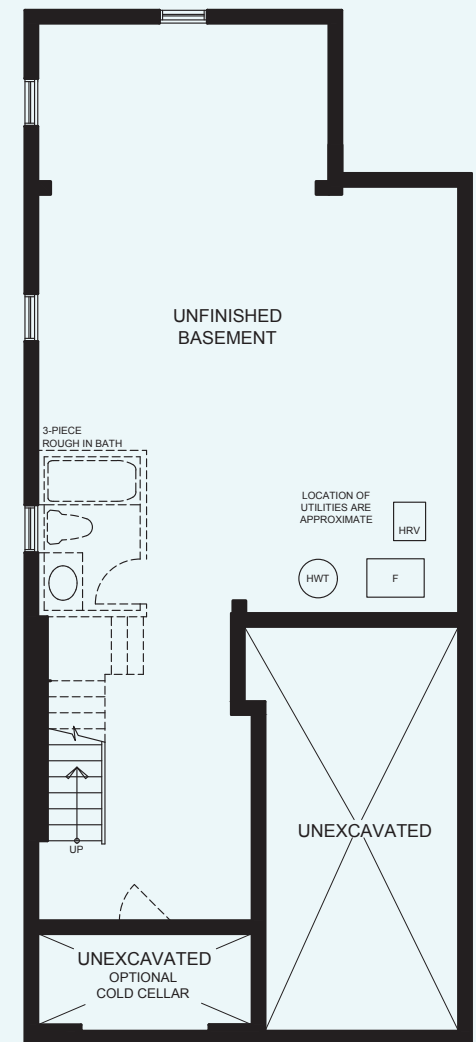 UNFINISHED
BASEMENT
3-PIECE
ROUGH IN BATH
LOCATION OF
UTILITIES ARE
APPROXIMATE
HRV
HWT
F
UP
UNEXCAVATED
UNEXCAVATED
OPTIONAL
COLD CELLAR